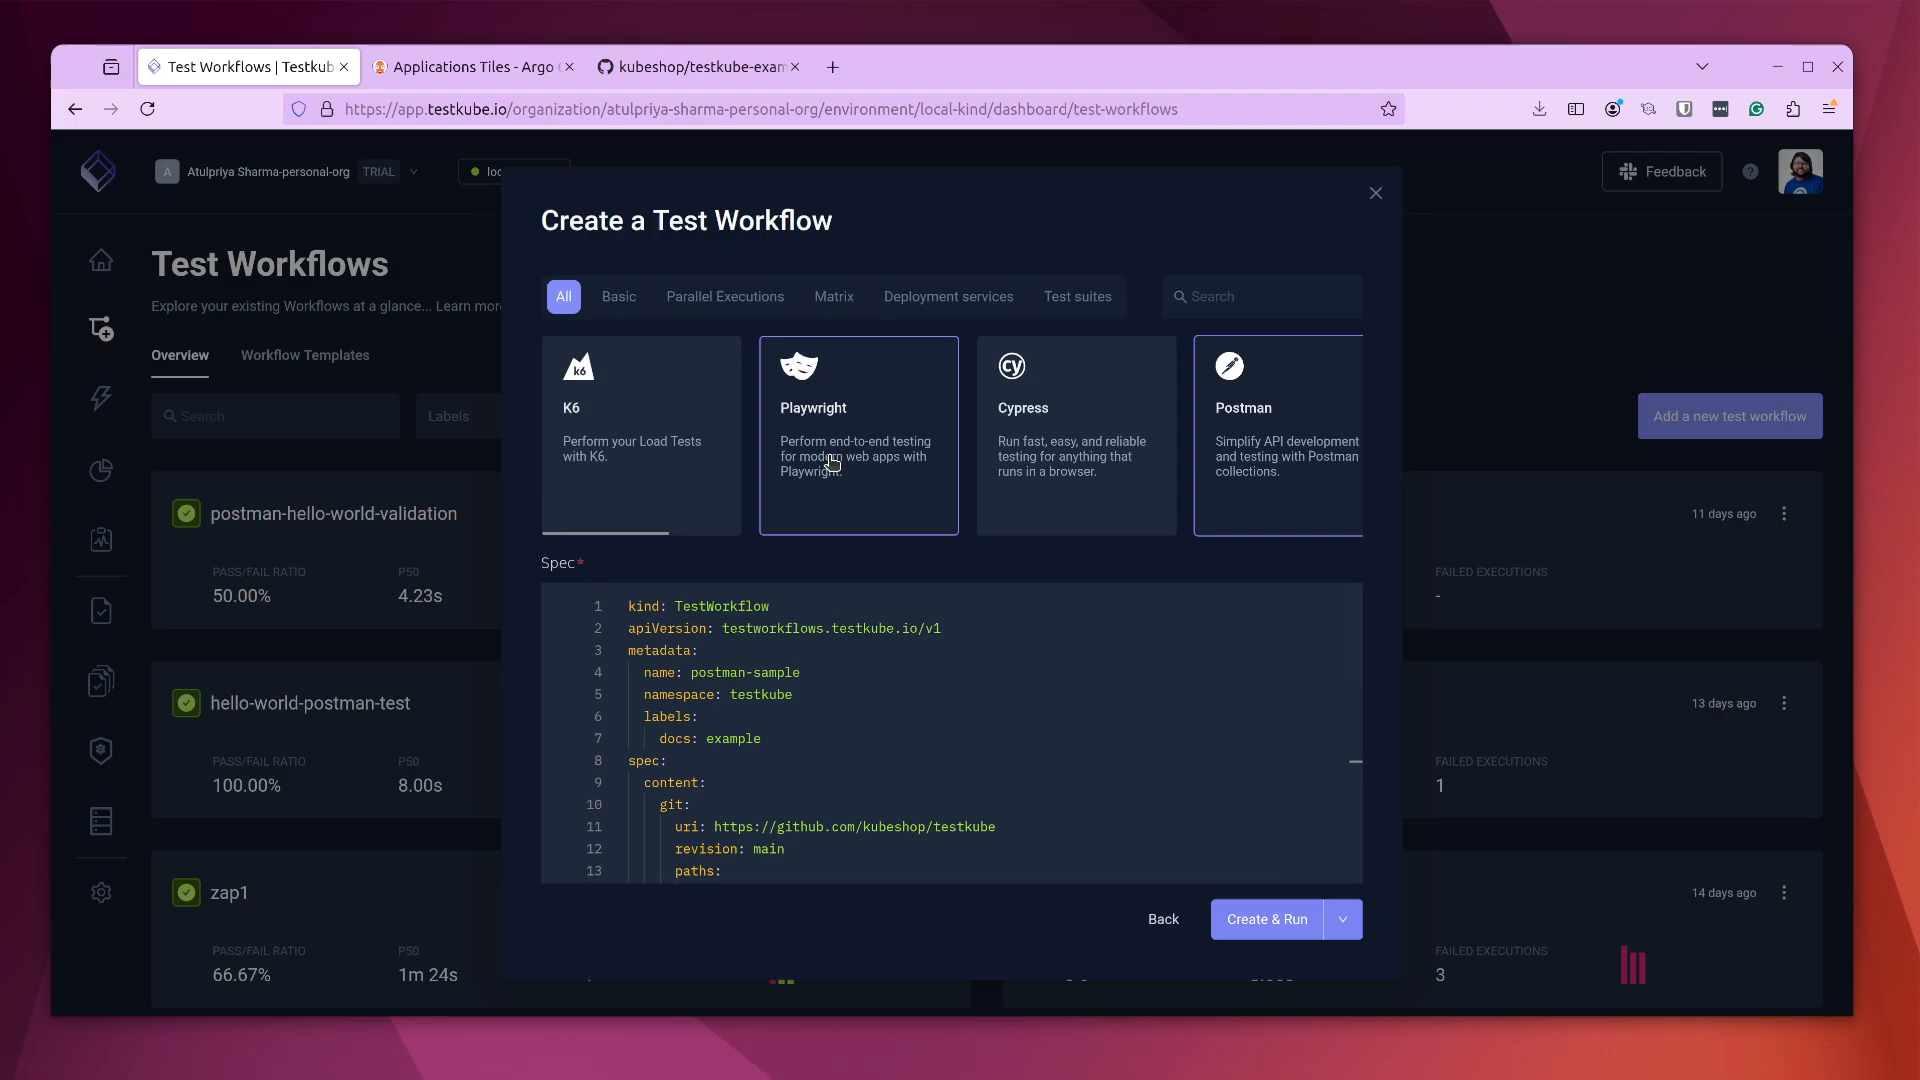 Test Workflows | Testkub
Applications Tiles - Argo
kubeshop/testkube-exam
https://app.testkube.io/organization/atulpriya-sharma-personal-org/environment/local-kind/dashboard/test-workflows
A
Atulpriya Sharma-personal-org
TRIAL
loc
Feedback
?
Test Workflows
Explore your existing Workflows at a glance... Learn more
Overview
Workflow Templates
Search
Labels
Add a new test workflow
postman-hello-world-validation
11 days ago
PASS/FAIL RATIO
P50
FAILED EXECUTIONS
50.00%
4.23s
-
hello-world-postman-test
13 days ago
PASS/FAIL RATIO
P50
FAILED EXECUTIONS
100.00%
8.00s
1
zap1
14 days ago
PASS/FAIL RATIO
P50
FAILED EXECUTIONS
66.67%
1m 24s
3
Create a Test Workflow
All
Basic
Parallel Executions
Matrix
Deployment services
Test suites
Search
k6
K6
Perform your Load Tests
with K6.
Playwright
Perform end-to-end testing
for modern web apps with
Playwright.
cy
Cypress
Run fast, easy, and reliable
testing for anything that
runs in a browser.
Postman
Simplify API development
and testing with Postman
collections.
Spec*
1 kind: TestWorkflow
2 apiVersion: testworkflows.testkube.io/v1
3 metadata:
4 name: postman-sample
5 namespace: testkube
6 labels:
7 docs: example
8 spec:
9 content:
10 git:
11 uri: https://github.com/kubeshop/testkube
12 revision: main
13 paths:
Back
Create & Run